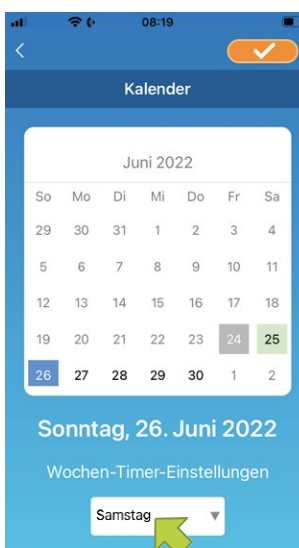 08:19
Kalender
Juni 2022
So Mo Di Mi Do Fr Sa
29 30 31 1 2 3 4
5 6 7 8 9 10 11
12 13 14 15 16 17 18
19 20 21 22 23 24 25
26 27 28 29 30 1 2
Sonntag, 26. Juni 2022
Wochen-Timer-Einstellungen
Samstag